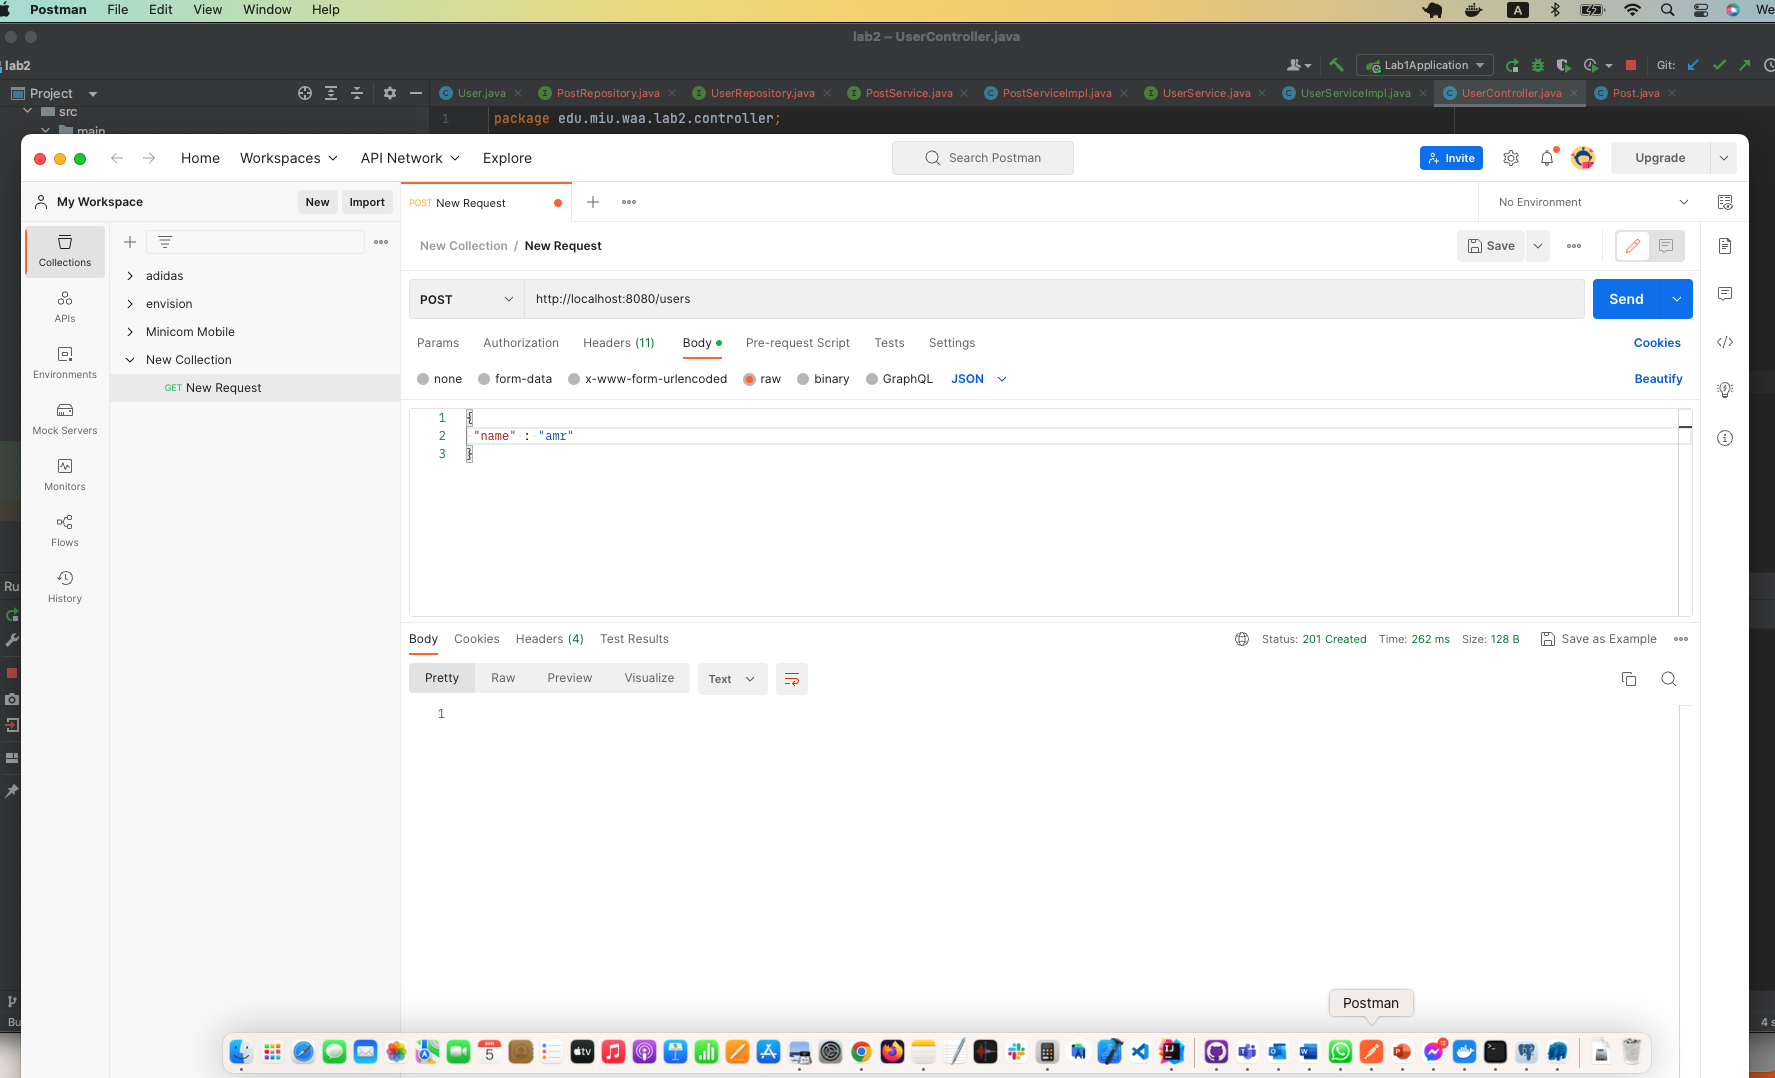 Postman File Edit View Window Help We
lab2 – UserController.java
lab2 Lab1Application Git:
Project User.java PostRepository.java UserRepository.java PostService.java PostServiceImpl.java UserService.java UserServiceImpl.java UserController.java Post.java
src 1 package edu.miu.waa.lab2.controller;
main
Home Workspaces API Network Explore Search Postman Invite Upgrade
My Workspace New Import POST New Request No Environment
Collections
APIs
Environments
Mock Servers
Monitors
Flows
History
adidas
envision
Minicom Mobile
New Collection
GET New Request
New Collection / New Request Save
POST http://localhost:8080/users Send
Params Authorization Headers (11) Body Pre-request Script Tests Settings Cookies
none form-data x-www-form-urlencoded raw binary GraphQL JSON Beautify
1 {
2 "name" : "amr"
3 }
Body Cookies Headers (4) Test Results Status: 201 Created Time: 262 ms Size: 128 B Save as Example
Pretty Raw Preview Visualize Text
1
Ru
Bu
4 s
Postman
APR
5
tv